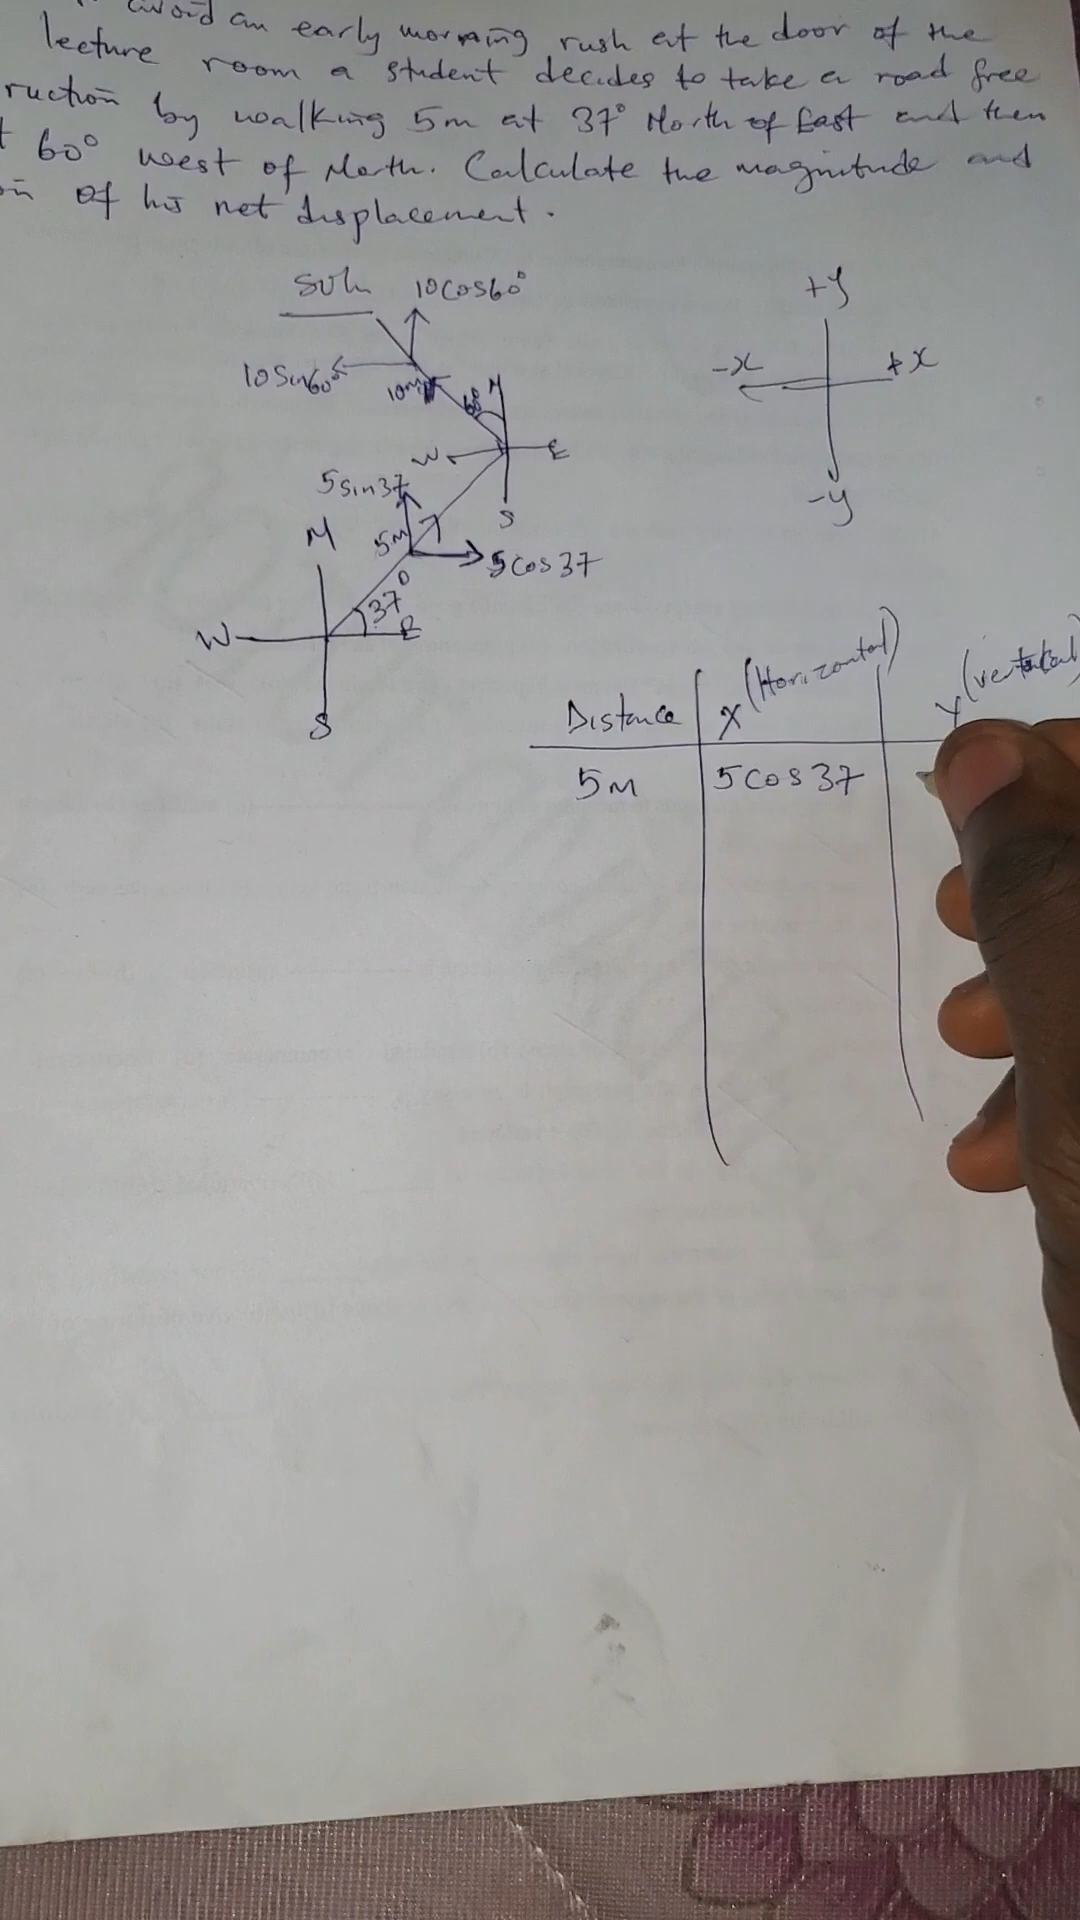 avoid an early morning rush at the door of the
lecture room a student decides to take a road free
ruction by walking 5m at 37° North of East and then
60° west of North. Calculate the magnitude and
of his net displacement.
Soln
10Cos60°
+y
-x
+x
-y
10Sin60°
10m
60°
N
W
E
S
5sin37
5m
5cos37
N
37°
W
E
S
Distance
X (Horizontal)
Y (vertical)
5m
5cos37